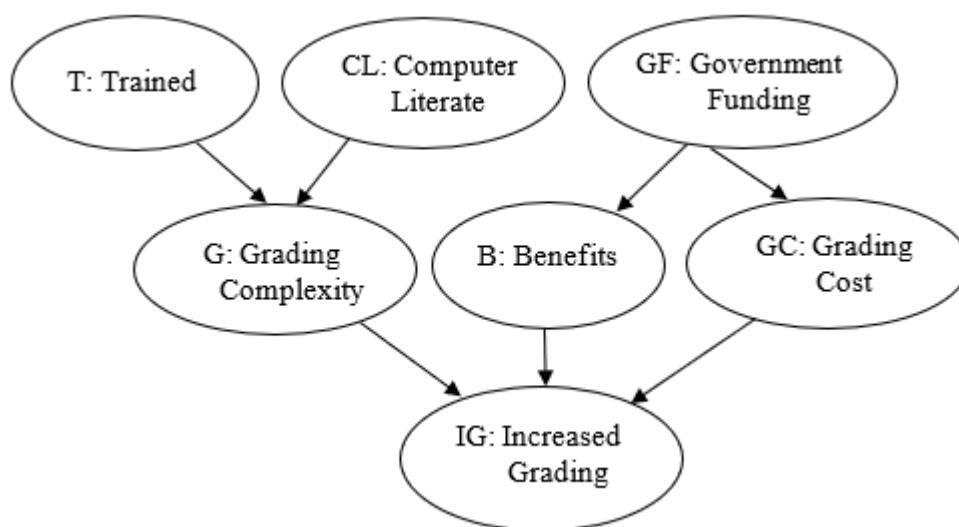 T: Trained
CL: Computer
Literate
GF: Government
Funding
G: Grading
Complexity
B: Benefits
GC: Grading
Cost
IG: Increased
Grading